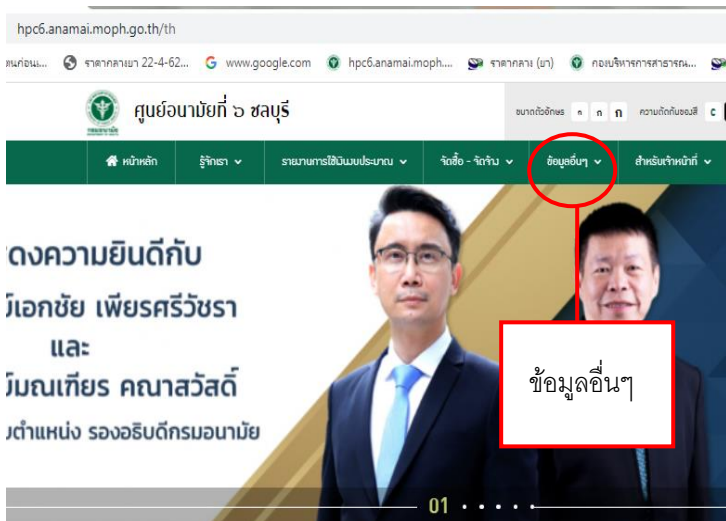 hpc6.anamai.moph.go.th/th
ราคากลางยา 22-4-62... www.google.com hpc6.anamai.moph.... ราคากลาง (ยา) กองบริหารการสาธารณ...
ศูนย์อนามัยที่ ๖ ชลบุรี
ขนาดตัวอักษร ก ก ก ความตัดกันของสี C
หน้าหลัก รู้จักเรา รายงานการใช้เงินงบประมาณ จัดซื้อ - จัดจ้าง ข้อมูลอื่นๆ สำหรับเจ้าหน้าที่
ดงความยินดีกับ
ย์เอกชัย เพียรศรีวัชรา
และ
ย์มณเฑียร คณาสวัสดิ์
ตำแหน่ง รองอธิบดีกรมอนามัย
ข้อมูลอื่นๆ
01